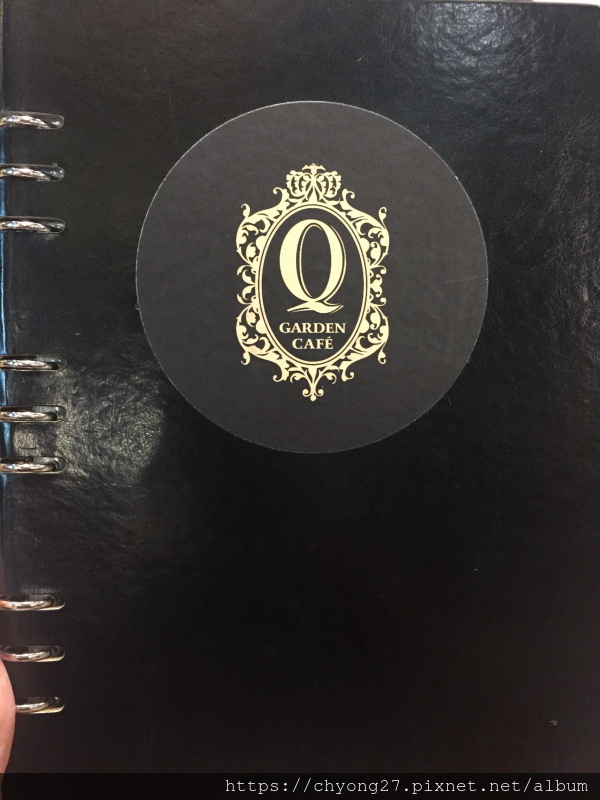 Q
GARDEN
CAFÉ
https://chyong27.pixnet.net/album